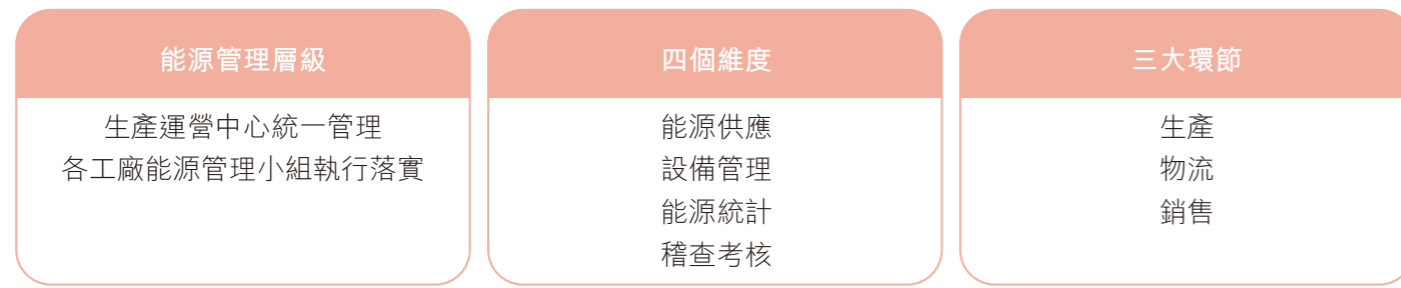 能源管理層級
生產運營中心統一管理
各工廠能源管理小組執行落實
四個維度
能源供應
設備管理
能源統計
稽查考核
三大環節
生產
物流
銷售